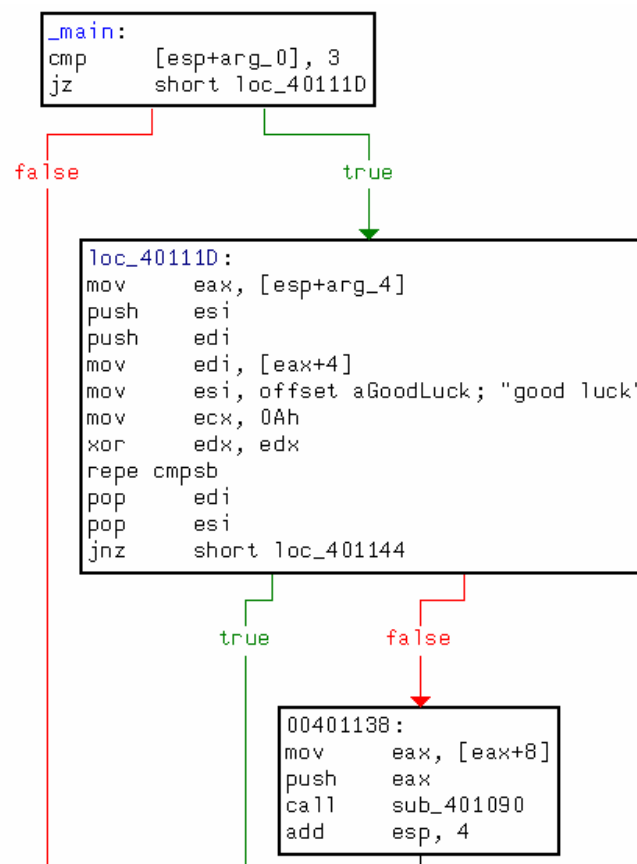 _main:
cmp [esp+arg_0], 3
jz short loc_40111D
false
true
loc_40111D:
mov eax, [esp+arg_4]
push esi
push edi
mov edi, [eax+4]
mov esi, offset aGoodLuck; "good luck"
mov ecx, 0Ah
xor edx, edx
repe cmpsb
pop edi
pop esi
jnz short loc_401144
true
false
00401138:
mov eax, [eax+8]
push eax
call sub_401090
add esp, 4